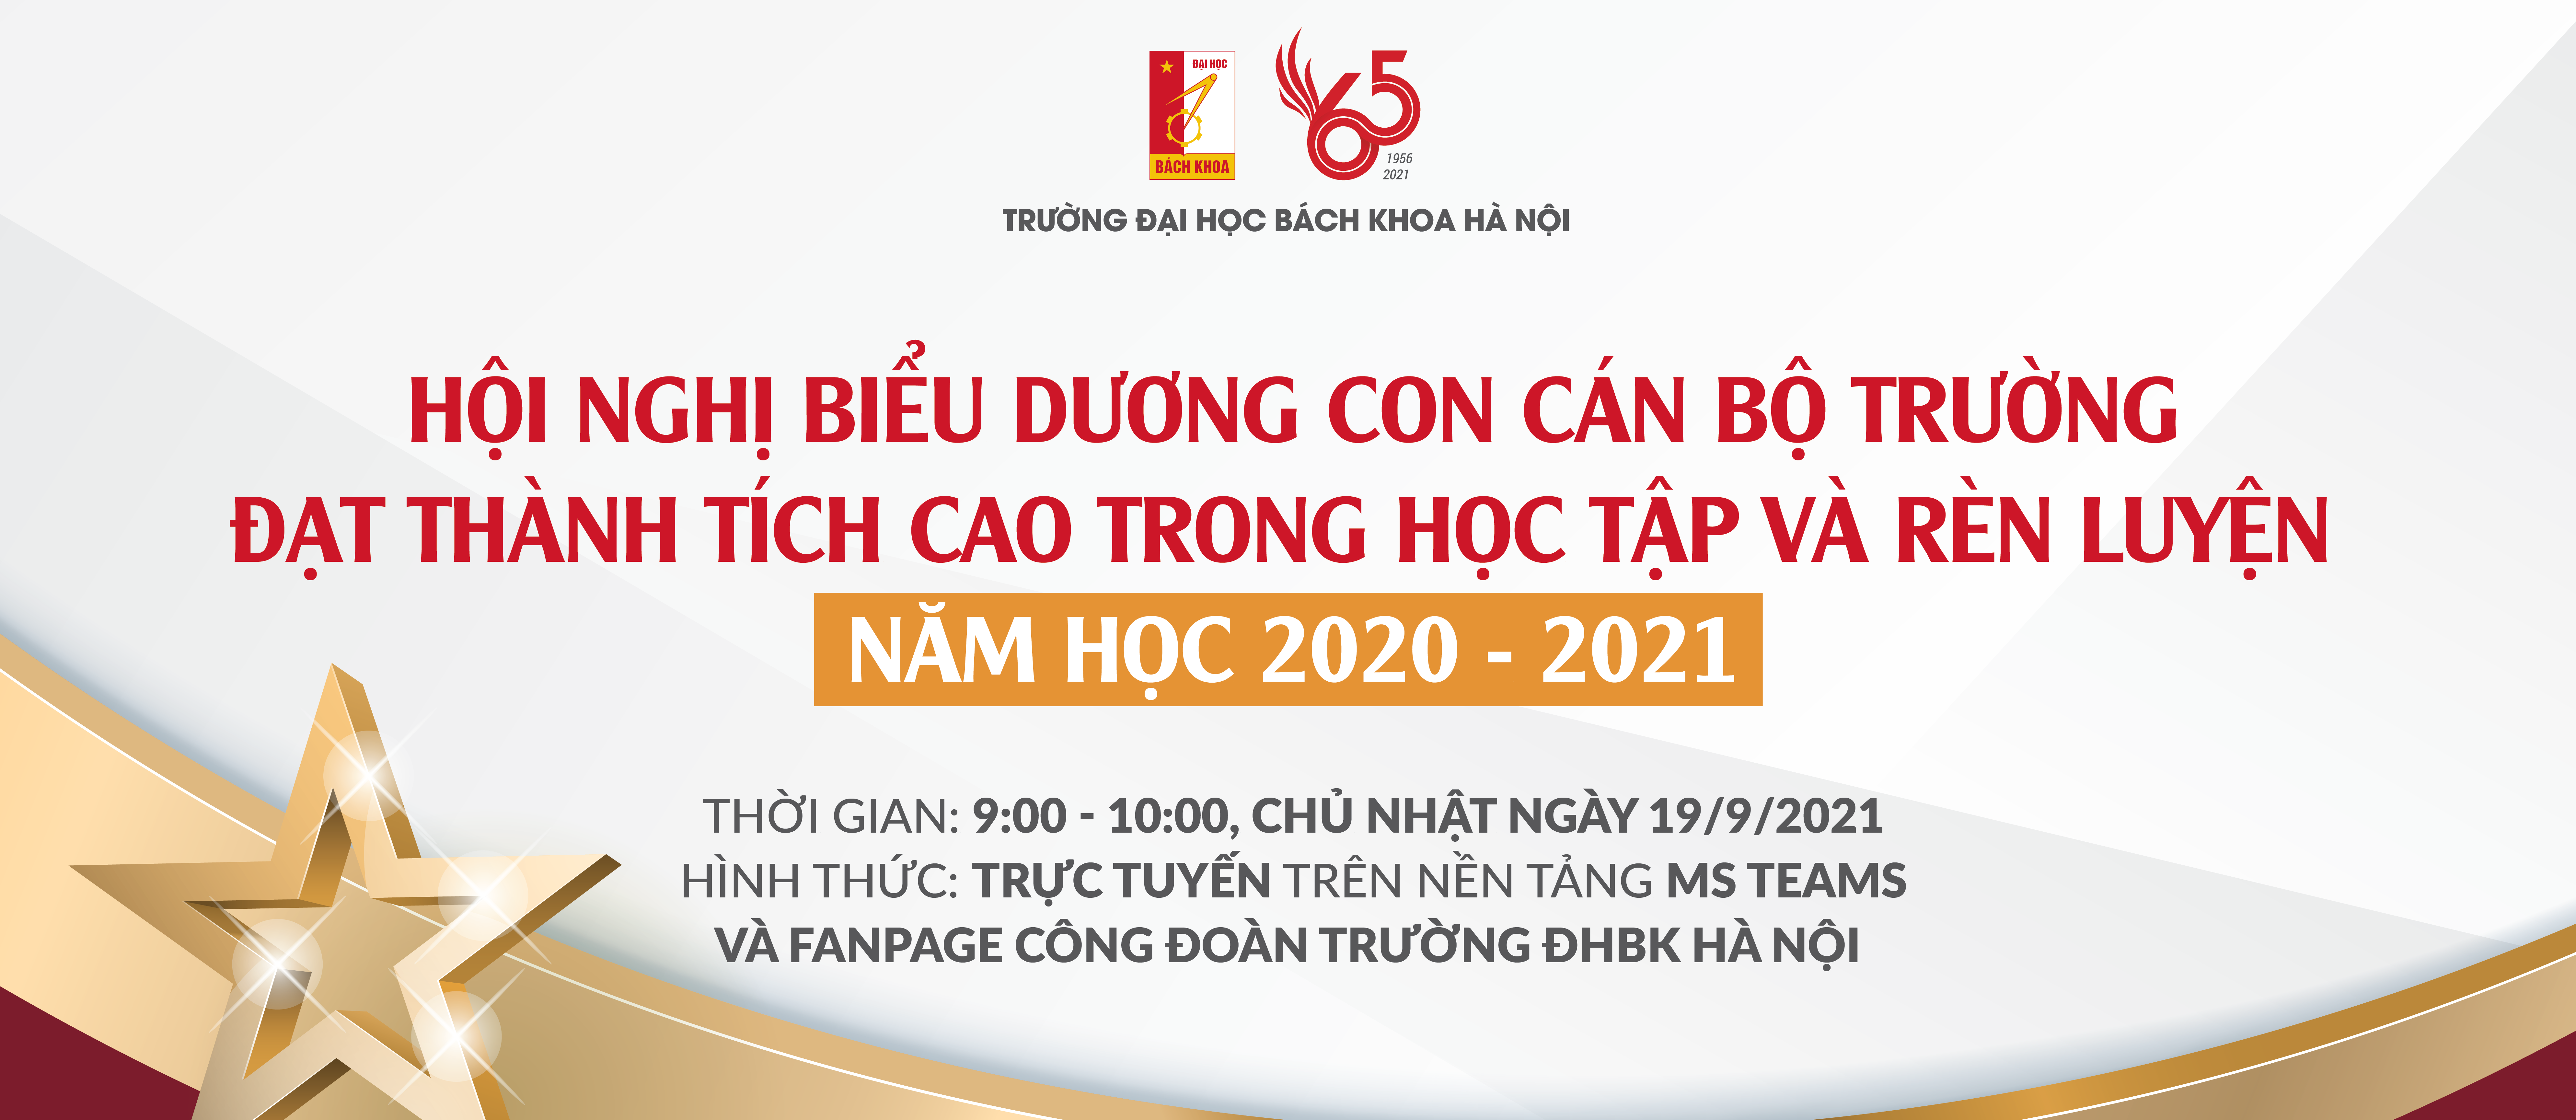 ĐẠI HỌC
BÁCH KHOA
65
1956
2021
TRƯỜNG ĐẠI HỌC BÁCH KHOA HÀ NỘI
HỘI NGHỊ BIỂU DƯƠNG CON CÁN BỘ TRƯỜNG
ĐẠT THÀNH TÍCH CAO TRONG HỌC TẬP VÀ RÈN LUYỆN
NĂM HỌC 2020 - 2021
THỜI GIAN: 9:00 - 10:00, CHỦ NHẬT NGÀY 19/9/2021
HÌNH THỨC: TRỰC TUYẾN TRÊN NỀN TẢNG MS TEAMS
VÀ FANPAGE CÔNG ĐOÀN TRƯỜNG ĐHBK HÀ NỘI